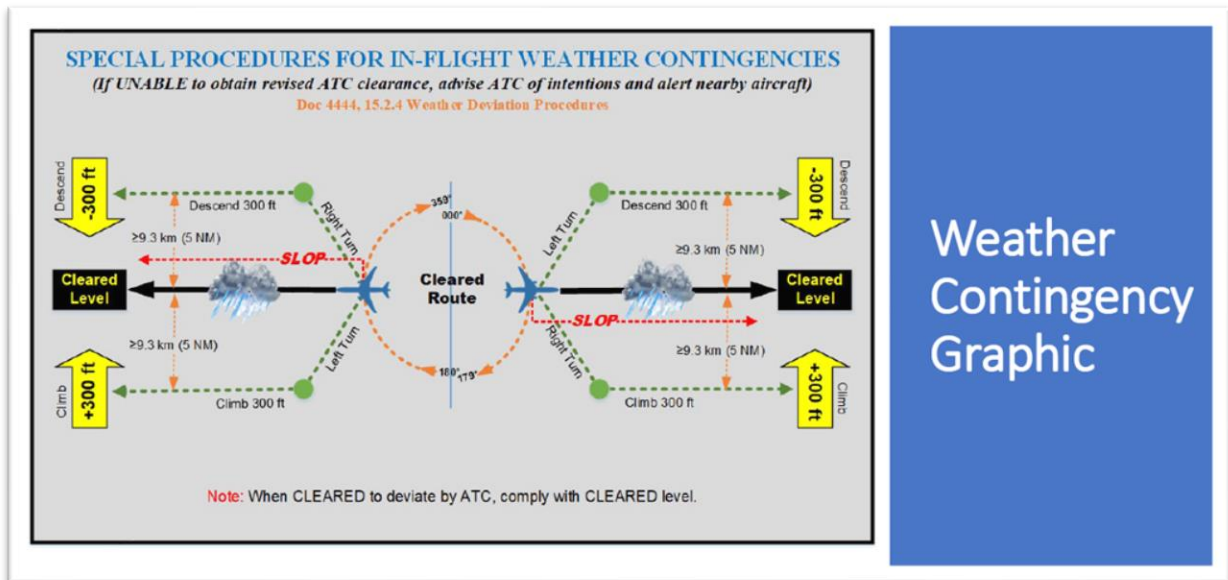 SPECIAL PROCEDURES FOR IN-FLIGHT WEATHER CONTINGENCIES
(If UNABLE to obtain revised ATC clearance, advise ATC of intentions and alert nearby aircraft)
Doc 4444, 15.2.4 Weather Deviation Procedures
Descend
-300 ft
Descend 300 ft
Right Turn
≥9.3 km (5 NM)
SLOP
Cleared
Level
≥9.3 km (5 NM)
Left Turn
Climb
+300 ft
Climb 300 ft
359°
000°
Cleared
Route
180°
179°
Left Turn
Descend 300 ft
-300 ft
Descend
≥9.3 km (5 NM)
Cleared
Level
SLOP
Right Turn
≥9.3 km (5 NM)
Climb 300 ft
+300 ft
Climb
Note: When CLEARED to deviate by ATC, comply with CLEARED level.
Weather
Contingency
Graphic